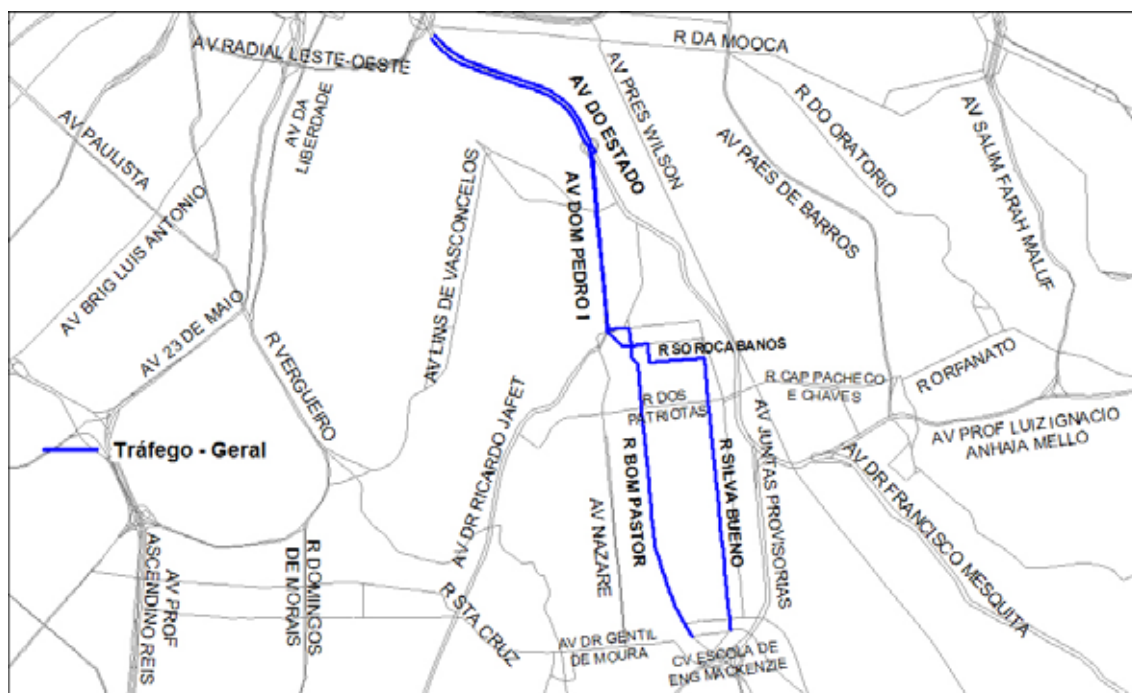 AV RADIAL LESTE-OESTE
R DA MOOCA
AV PAULISTA
AV DA
LIBERDADE
AV DO ESTADO
AV PRES WILSON
R DO ORATORIO
AV SALIM FARAH MALUF
AV PAES DE BARROS
AV BRIG LUIS ANTONIO
AV LINS DE VASCONCELOS
AV DOM PEDRO I
AV 23 DE MAIO
R VERGUEIRO
R SOROCABANOS
R ORFANATO
R CAP PACHECO
E CHAVES
R DOS
PATRIOTAS
AV DR RICARDO JAFET
AV PROF LUIZ IGNACIO
ANHAIA MELLO
Tráfego - Geral
R BOM PASTOR
R SILVA BUENO
AV JUNTAS PROVISORIAS
AV DR FRANCISCO MESQUITA
AV NAZARE
AV PROF
ASCENDINO REIS
R DOMINGOS
DE MORAIS
R STA CRUZ
AV DR GENTIL
DE MOURA
CV ESCOLA DE
ENG MACKENZIE